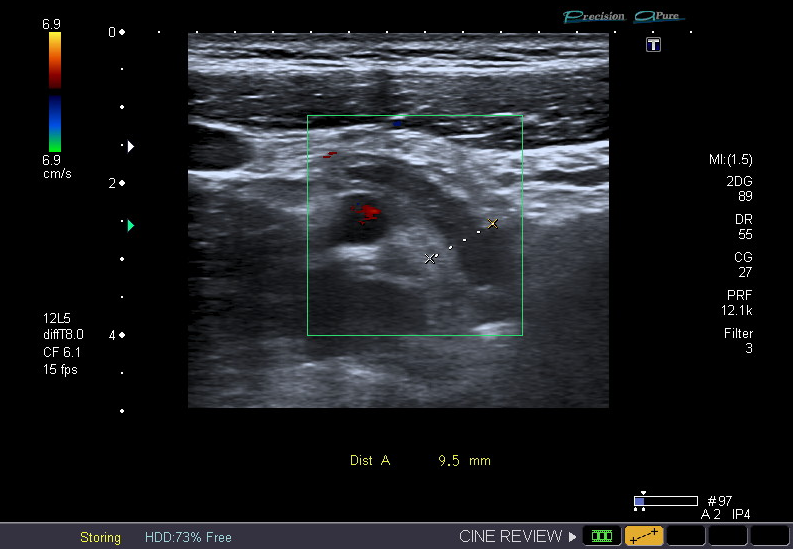 Precision APure
6.9
6.9
cm/s
0
2
4
T
MI:(1.5)
2DG
89
DR
55
CG
27
PRF
12.1k
Filter
3
12L5
diffT8.0
CF 6.1
15 fps
Dist A 9.5 mm
#97
A 2 IP4
Storing HDD:73% Free CINE REVIEW